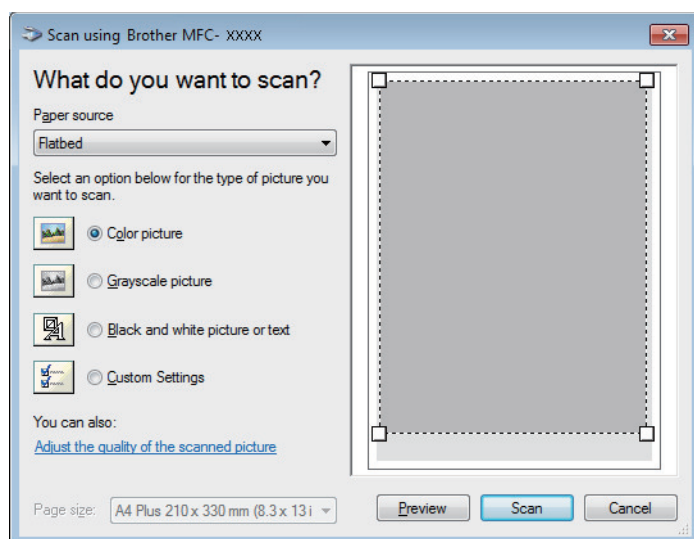 Scan using Brother MFC- XXXX
What do you want to scan?
Paper source
Flatbed
Select an option below for the type of picture you
want to scan.
Color picture
Grayscale picture
Black and white picture or text
Custom Settings
You can also:
Adjust the quality of the scanned picture
Page size: A4 Plus 210 x 330 mm (8.3 x 13 i
Preview Scan Cancel